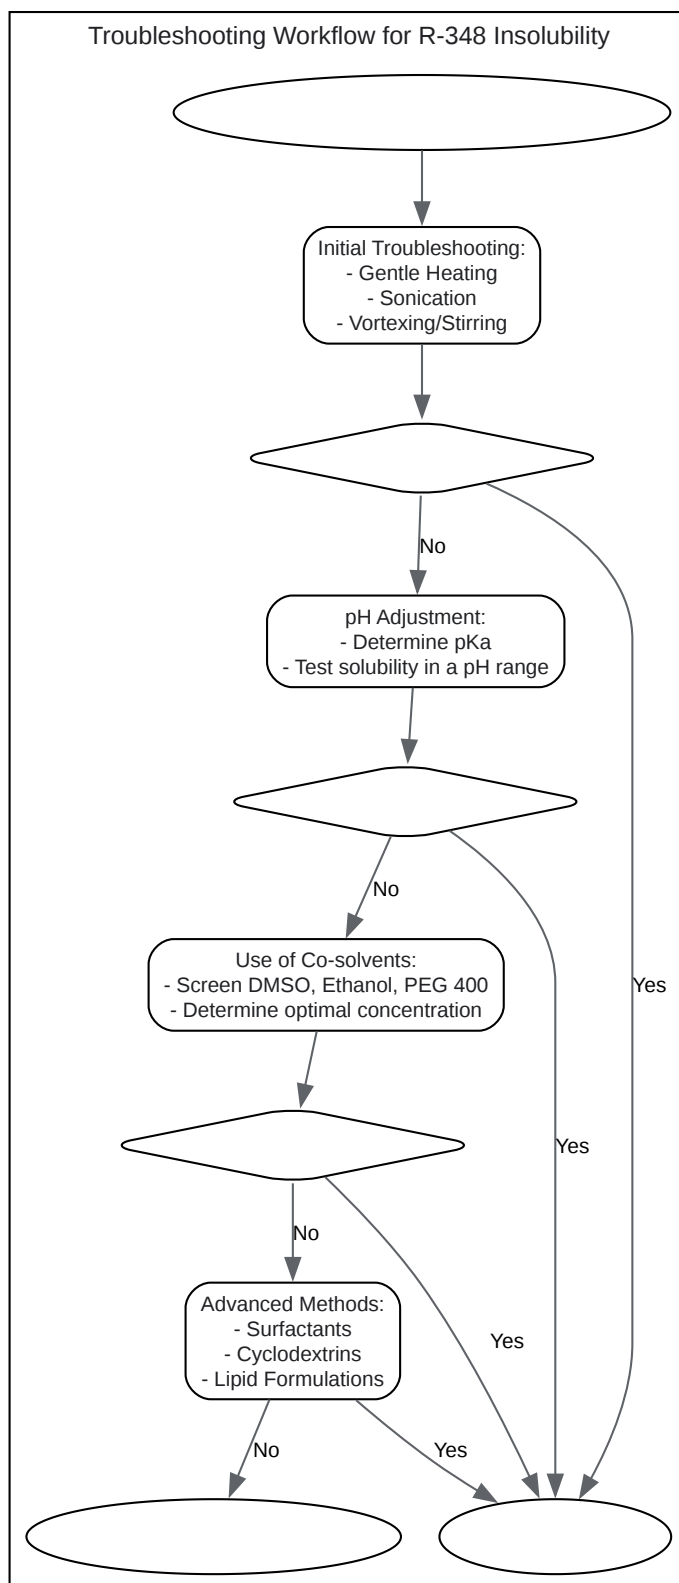 Troubleshooting Workflow for R-348 Insolubility
Initial Troubleshooting:
- Gentle Heating
- Sonication
- Vortexing/Stirring
No
pH Adjustment:
- Determine pKa
- Test solubility in a pH range
No
Use of Co-solvents:
- Screen DMSO, Ethanol, PEG 400
- Determine optimal concentration
Yes
Yes
No
Advanced Methods:
- Surfactants
- Cyclodextrins
- Lipid Formulations
Yes
No
Yes